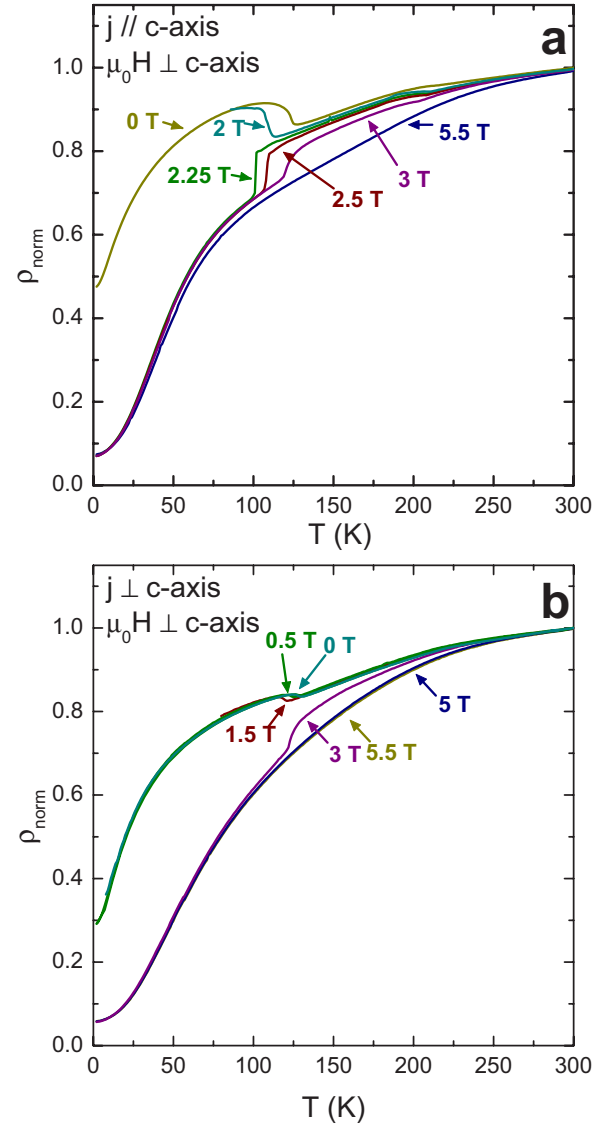 j // c-axis
a
μ₀H ⊥ c-axis
1.0
0 T
2 T
5.5 T
0.8
2.25 T
3 T
2.5 T
0.6
ρnorm
0.4
0.2
0.0
0 50 100 150 200 250 300
T (K)
j ⊥ c-axis
b
μ₀H ⊥ c-axis
1.0
0.5 T
0 T
0.8
5 T
1.5 T
3 T
5.5 T
0.6
ρnorm
0.4
0.2
0.0
0 50 100 150 200 250 300
T (K)